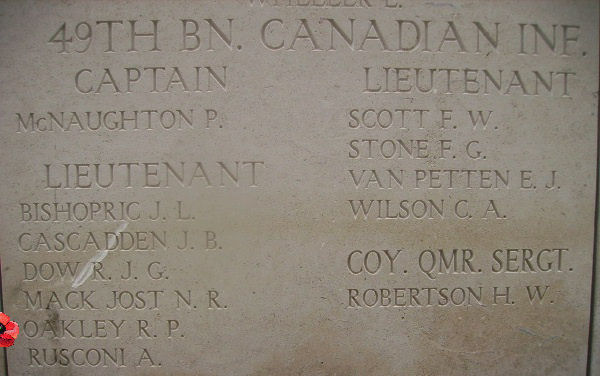 WHEELER E.
49TH BN. CANADIAN INF.
CAPTAIN
McNAUGHTON P.
LIEUTENANT
BISHOPRIC J. L.
CASCADDEN J. B.
DOW R. J. G.
MACK JOST N. R.
OAKLEY R. P.
RUSCONI A.
LIEUTENANT
SCOTT F. W.
STONE F. G.
VAN PETTEN E. J.
WILSON C. A.
COY. QMR. SERGT.
ROBERTSON H. W.